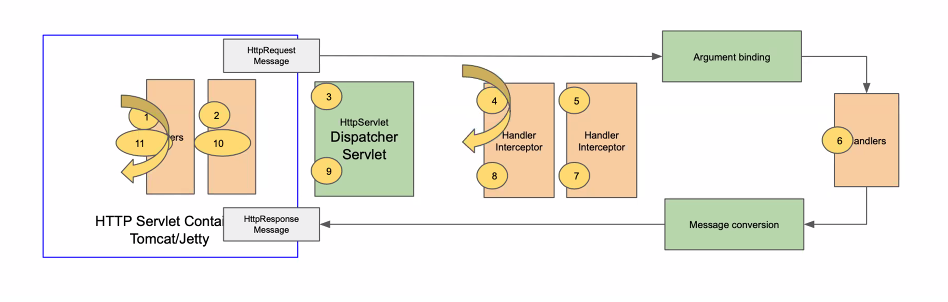 HttpRequest
Message
Argument binding
1
2
3
4
5
ers
HttpServlet
Dispatcher
Servlet
Handler
Interceptor
Handler
Interceptor
6
andlers
11
10
9
8
7
HTTP Servlet Contai
Tomcat/Jetty
HttpResponse
Message
Message conversion